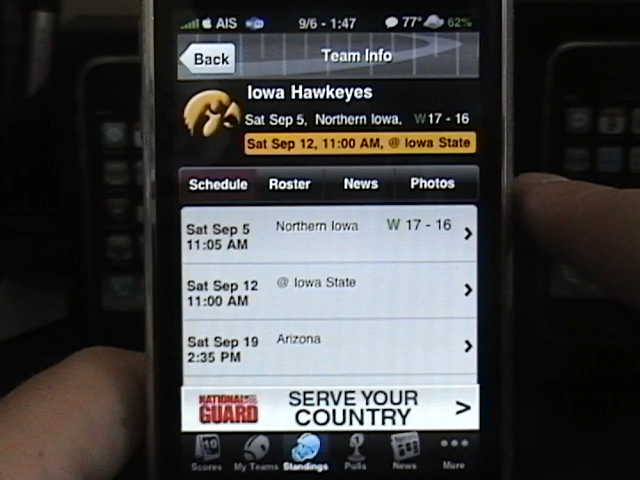 AIS 9/6 - 1:47 77° 62%
Back Team Info
Iowa Hawkeyes
Sat Sep 5, Northern Iowa, W 17 - 16
Sat Sep 12, 11:00 AM, @ Iowa State
Schedule Roster News Photos
Sat Sep 5 Northern Iowa W 17 - 16
11:05 AM
Sat Sep 12 @ Iowa State
11:00 AM
Sat Sep 19 Arizona
2:35 PM
NATIONAL GUARD
SERVE YOUR
COUNTRY >
Scores My Teams Standings Polls News More